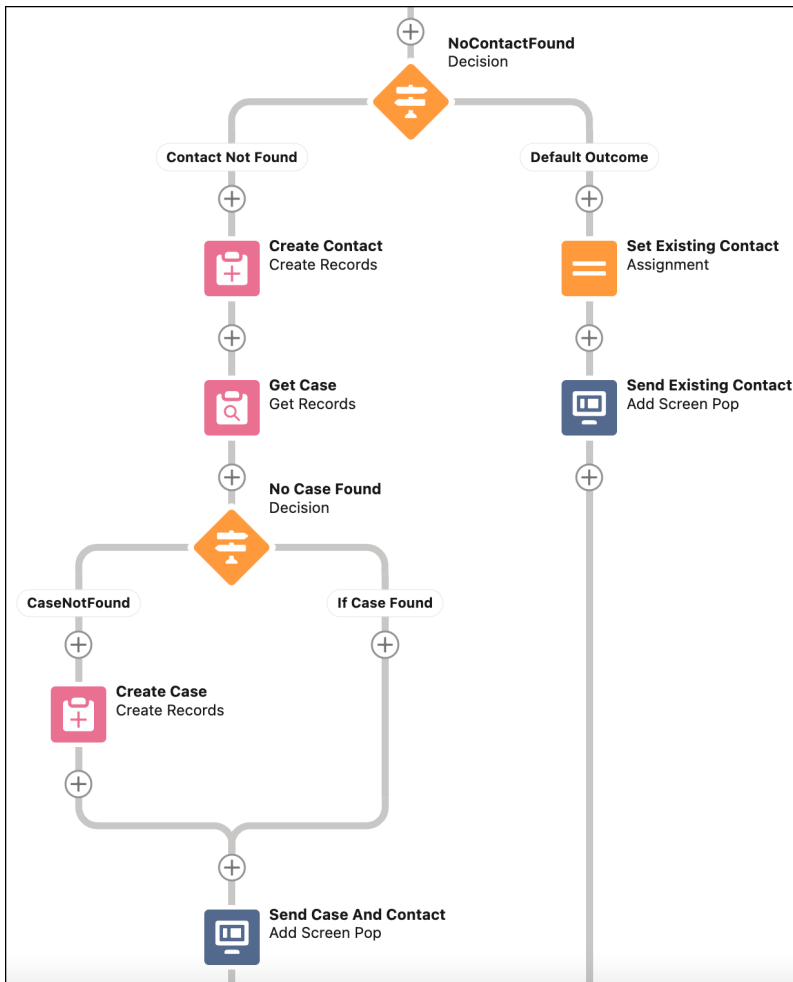 NoContactFound
Decision
Contact Not Found
Default Outcome
Create Contact
Create Records
Set Existing Contact
Assignment
Get Case
Get Records
Send Existing Contact
Add Screen Pop
No Case Found
Decision
CaseNotFound
If Case Found
Create Case
Create Records
Send Case And Contact
Add Screen Pop